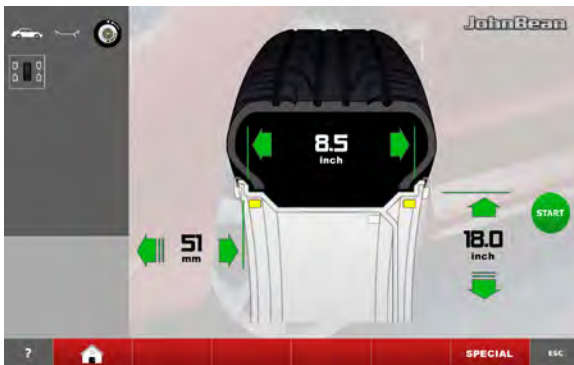 JohnBean
8.5
inch
51
mm
18.0
inch
START
?
SPECIAL
ESC